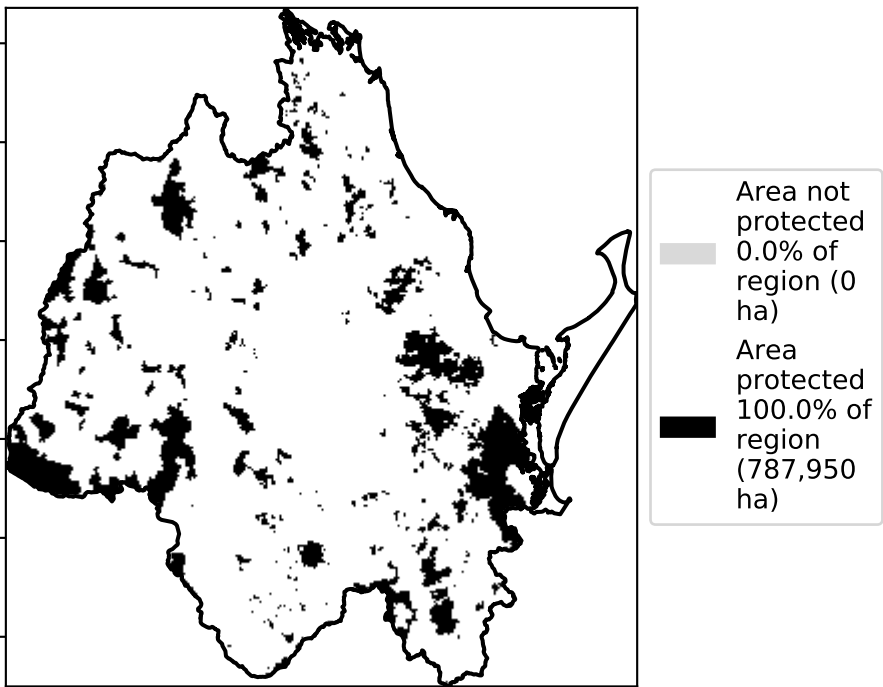 Area not
protected
0.0% of
region (0
ha)
Area
protected
100.0% of
region
(787,950
ha)